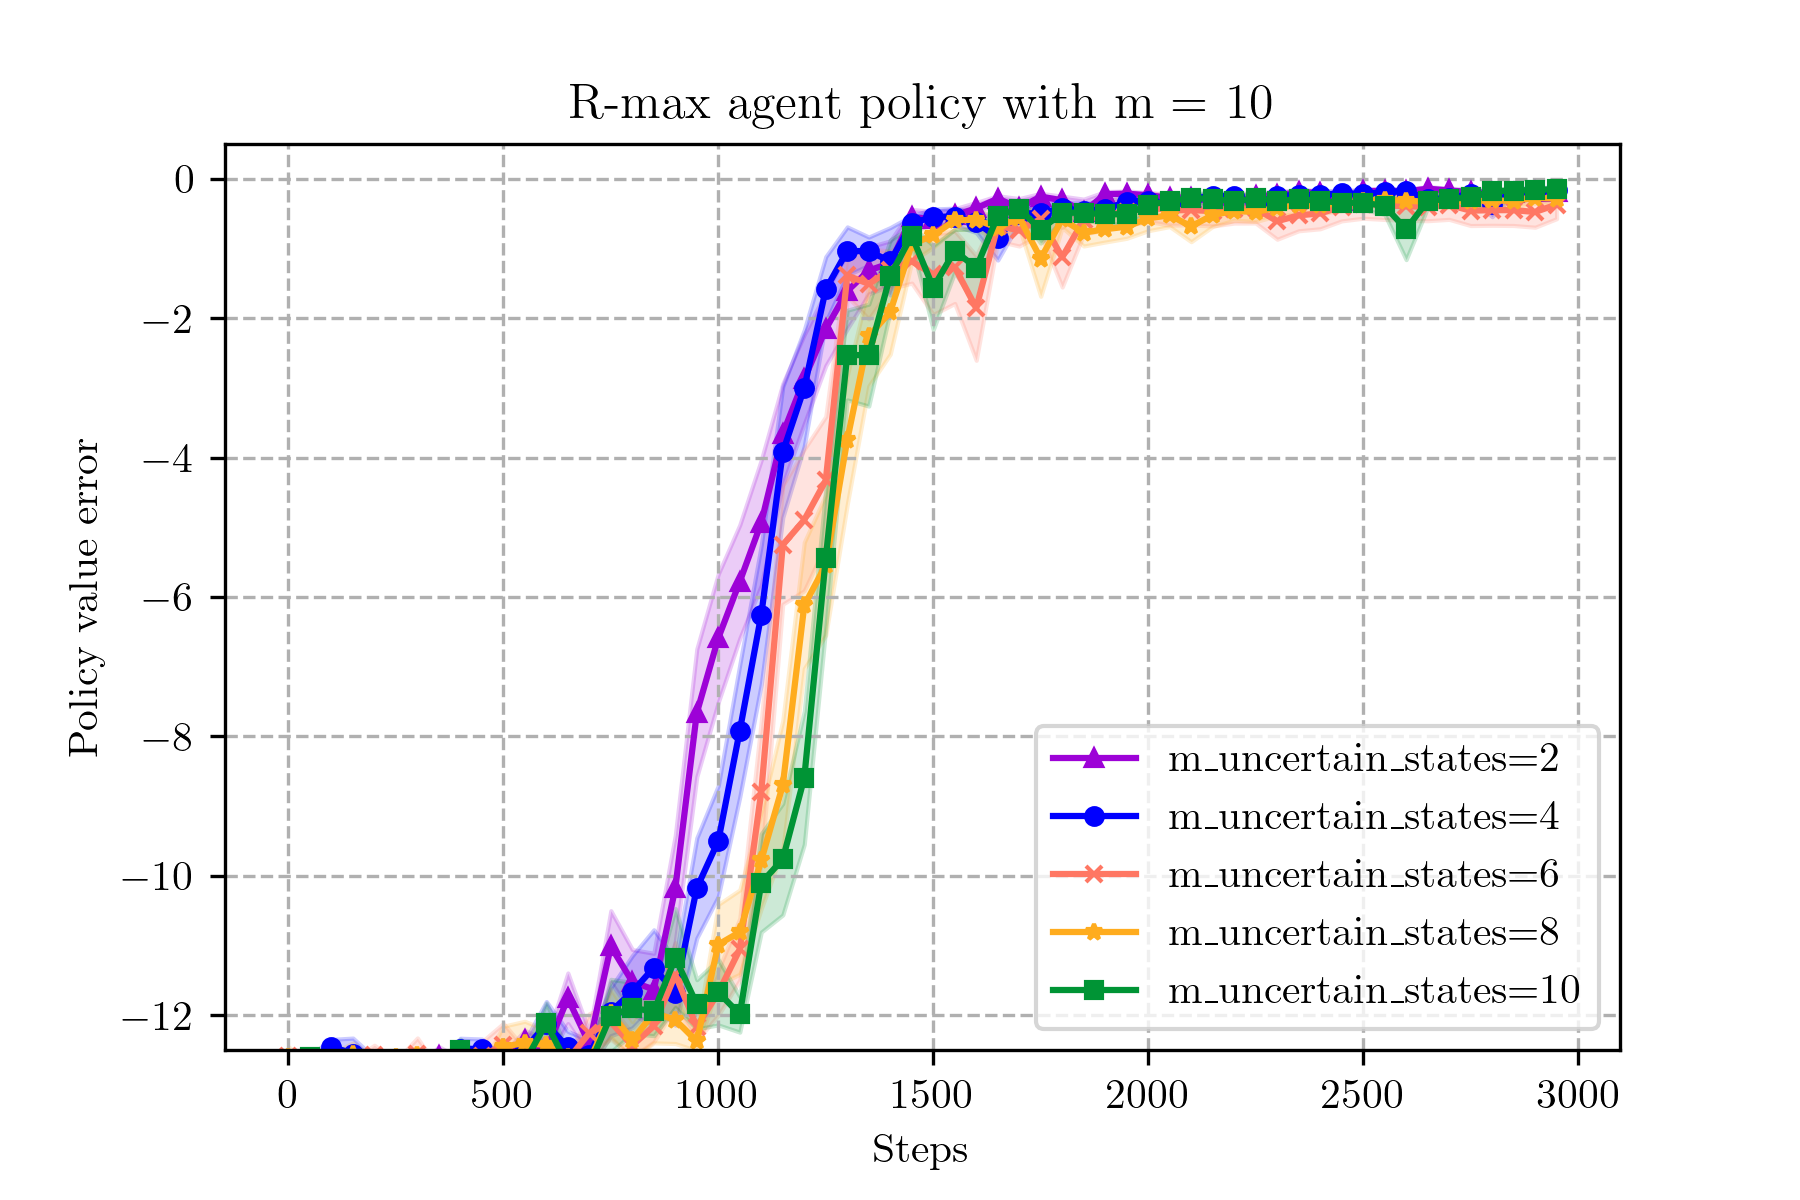 R-max agent policy with m = 10
Policy value error
0
−2
−4
−6
−8
−10
−12
m_uncertain_states=2
m_uncertain_states=4
m_uncertain_states=6
m_uncertain_states=8
m_uncertain_states=10
0 500 1000 1500 2000 2500 3000
Steps